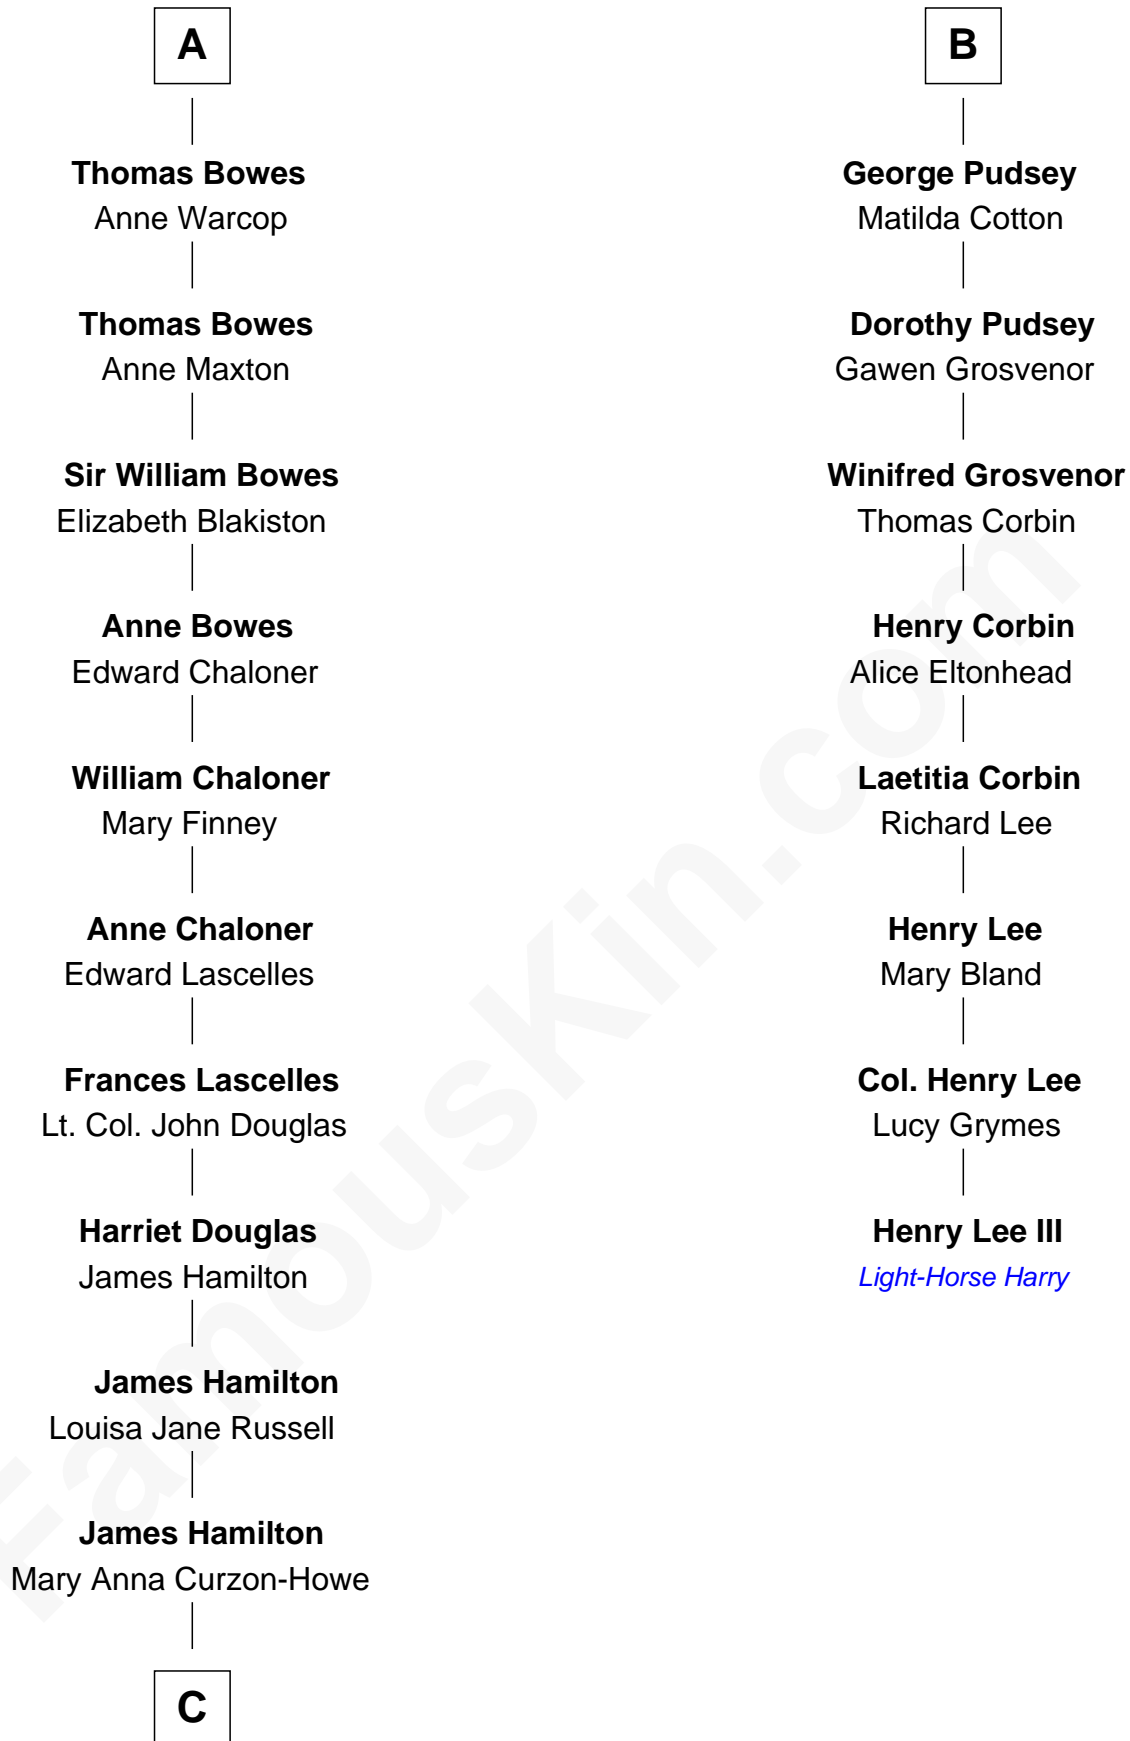 A
Thomas Bowes
Anne Warcop
Thomas Bowes
Anne Maxton
Sir William Bowes
Elizabeth Blakiston
Anne Bowes
Edward Chaloner
William Chaloner
Mary Finney
Anne Chaloner
Edward Lascelles
Frances Lascelles
Lt. Col. John Douglas
Harriet Douglas
James Hamilton
James Hamilton
Louisa Jane Russell
James Hamilton
Mary Anna Curzon-Howe
C
B
George Pudsey
Matilda Cotton
Dorothy Pudsey
Gawen Grosvenor
Winifred Grosvenor
Thomas Corbin
Henry Corbin
Alice Eltonhead
Laetitia Corbin
Richard Lee
Henry Lee
Mary Bland
Col. Henry Lee
Lucy Grymes
Henry Lee III
Light-Horse Harry
FamousKin.com